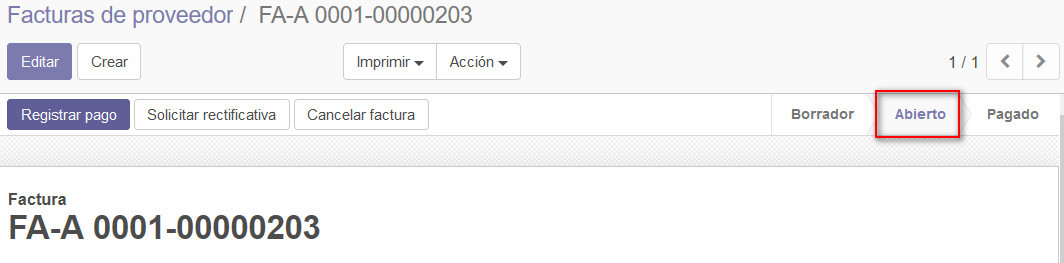 Facturas de proveedor / FA-A 0001-00000203
Editar Crear Imprimir Acción 1 / 1
Registrar pago Solicitar rectificativa Cancelar factura Borrador Abierto Pagado
Factura
FA-A 0001-00000203